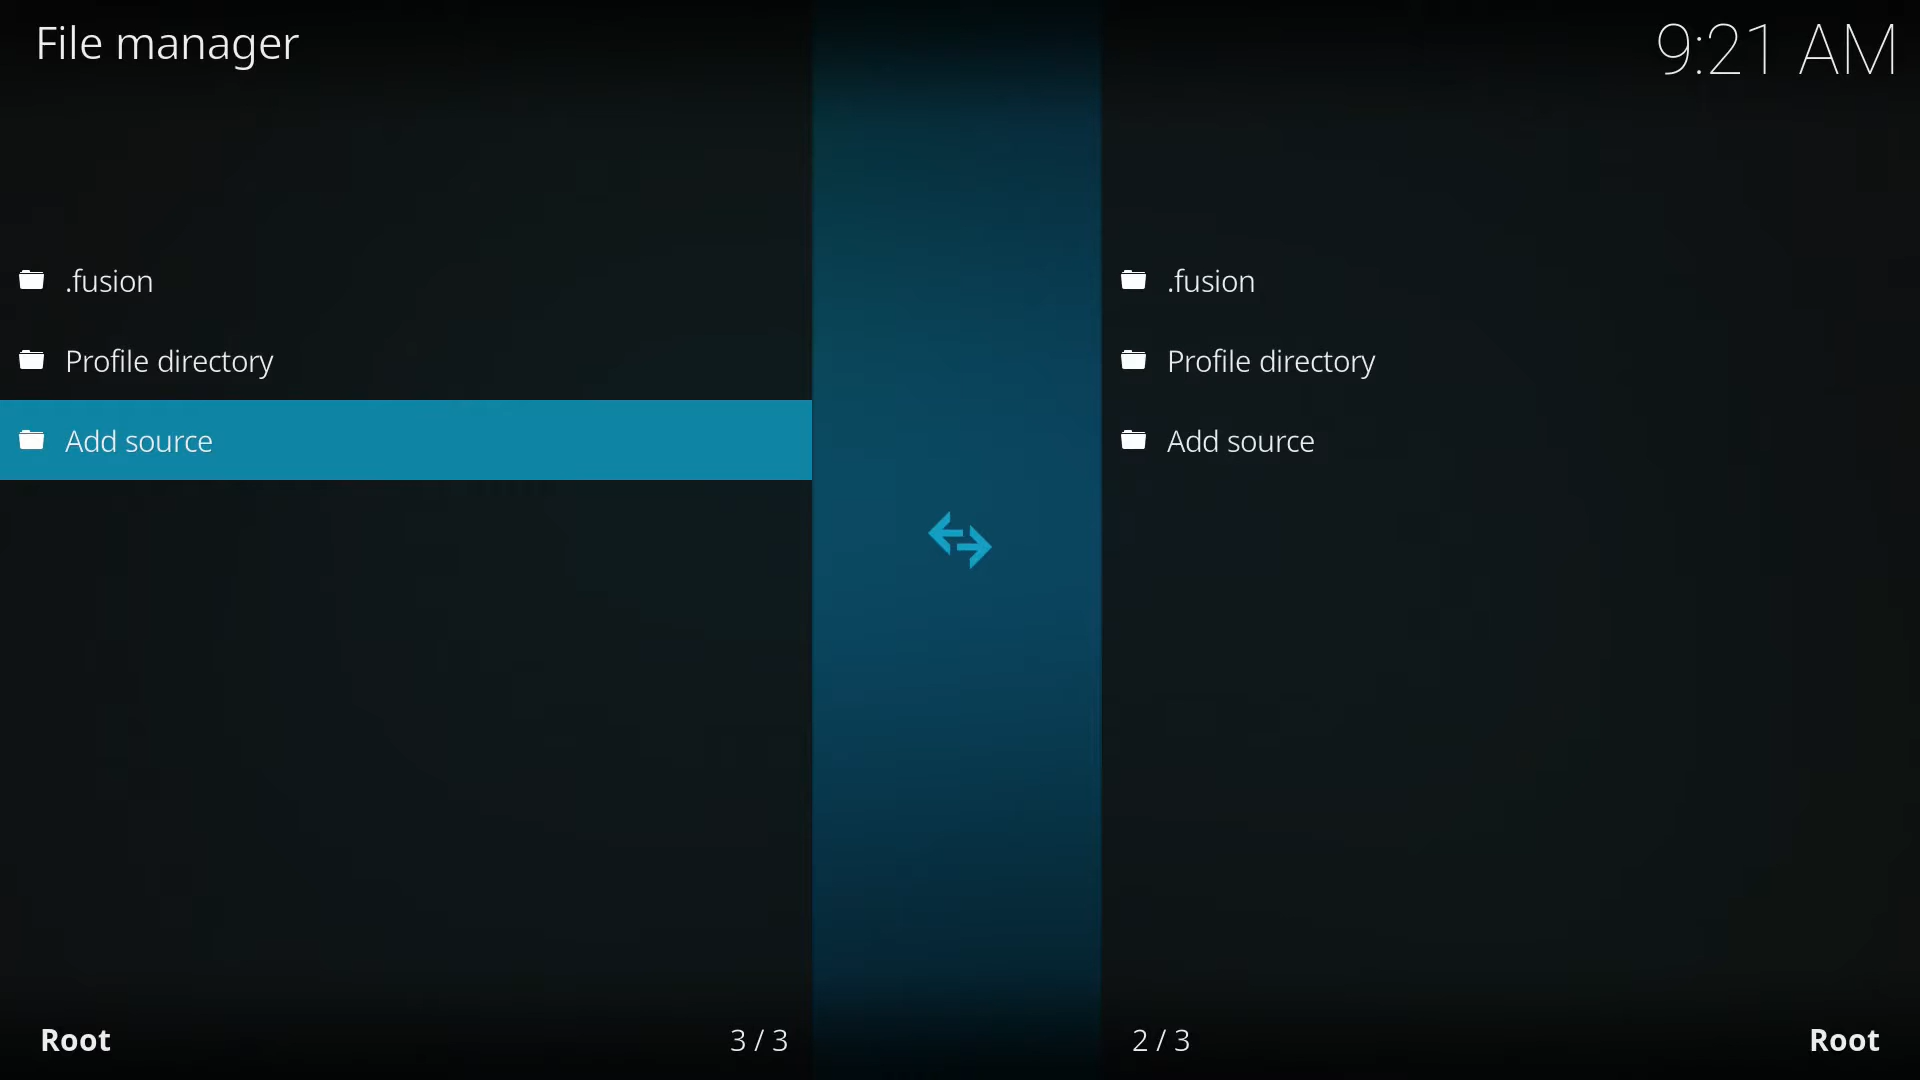 File manager
9:21 AM
.fusion
Profile directory
Add source
.fusion
Profile directory
Add source
Root
3 / 3
2 / 3
Root